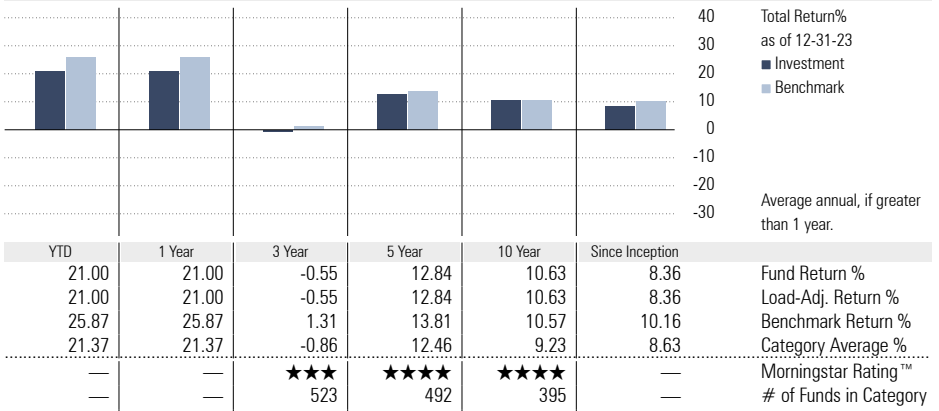 40
30
20
10
0
-10
-20
-30
Total Return%
as of 12-31-23
Investment
Benchmark
Average annual, if greater
than 1 year.
YTD 1 Year 3 Year 5 Year 10 Year Since Inception
21.00 21.00 -0.55 12.84 10.63 8.36 Fund Return %
21.00 21.00 -0.55 12.84 10.63 8.36 Load-Adj. Return %
25.87 25.87 1.31 13.81 10.57 10.16 Benchmark Return %
21.37 21.37 -0.86 12.46 9.23 8.63 Category Average %
— — ★★★ ★★★★ ★★★★ — Morningstar Rating™
— — 523 492 395 — # of Funds in Category